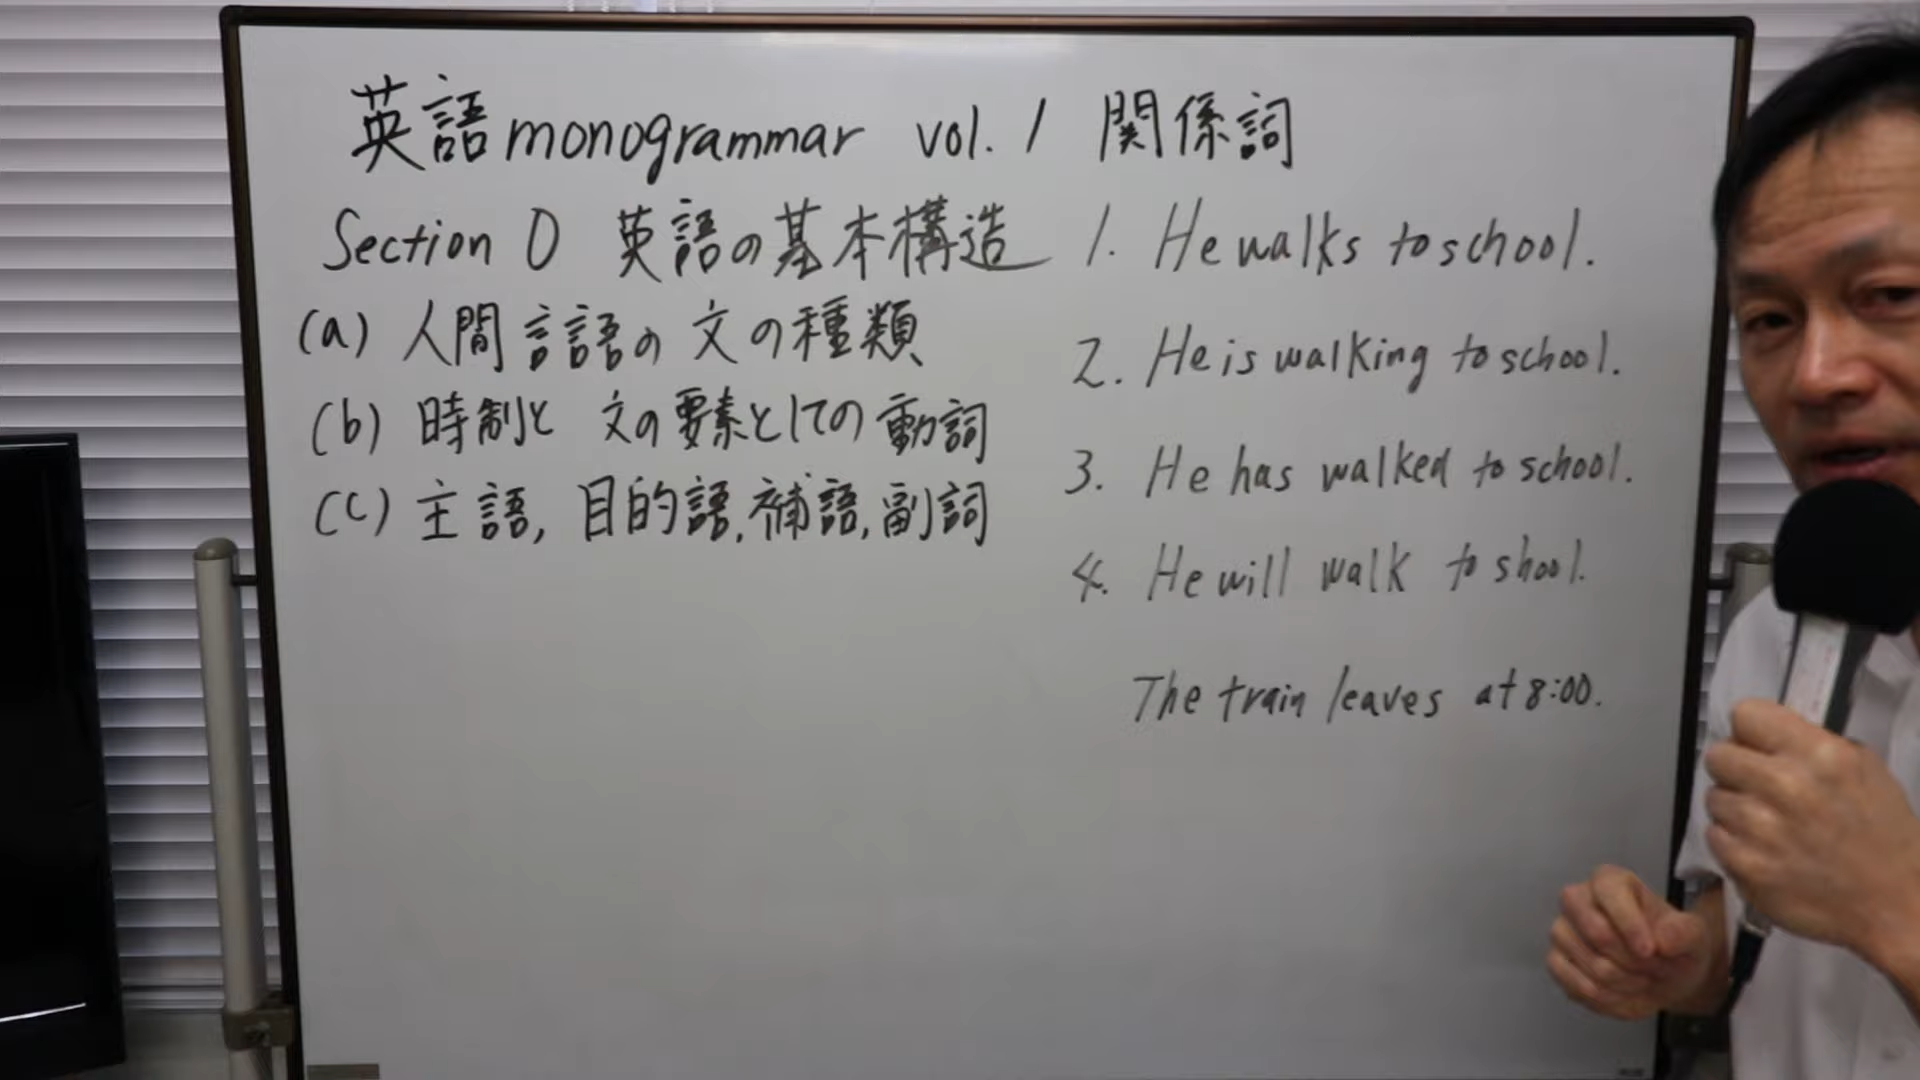 英語monogrammar vol. 1 関係詞
Section 0 英語の基本構造
(a) 人間言語の文の種類
(b) 時制と 文の要素としての動詞
(c) 主語, 目的語, 補語, 副詞
1. He walks to school.
2. He is walking to school.
3. He has walked to school.
4. He will walk to shool.
The train leaves at 8:00.